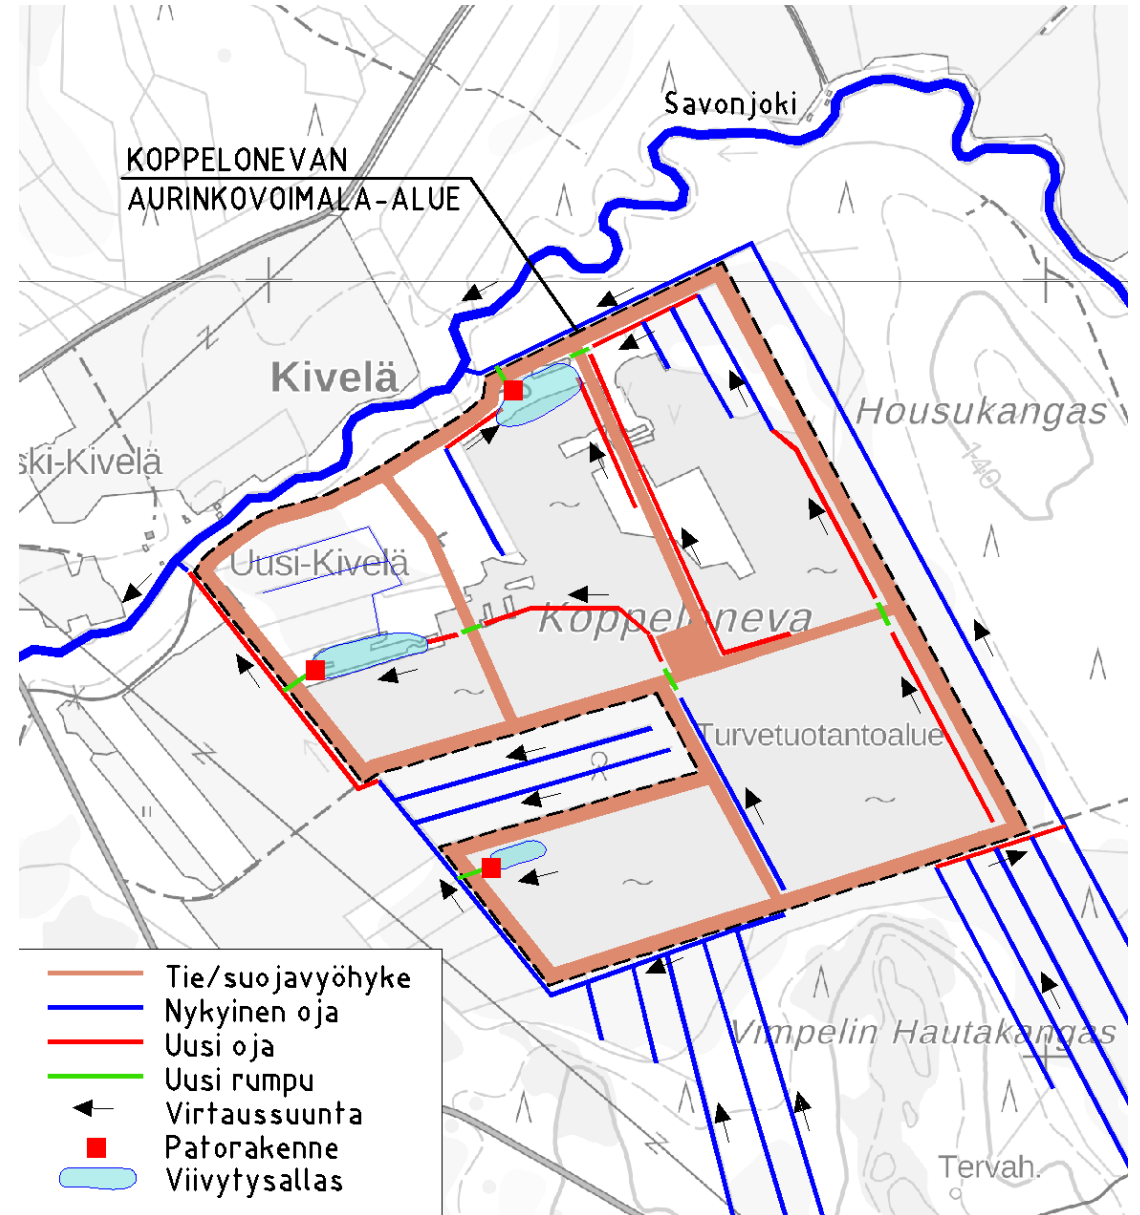 Savonjoki
KOPPELONEVAN
AURINKOVOIMALA-ALUE
Kivelä
Housukangas
ski-Kivelä
140
Uusi-Kivelä
Koppeloneva
Turvetuotantoalue
Vimpelin Hautakangas
Tervah.
Tie/suojavyöhyke
Nykyinen oja
Uusi oja
Uusi rumpu
Virtaussuunta
Patorakenne
Viivytysallas